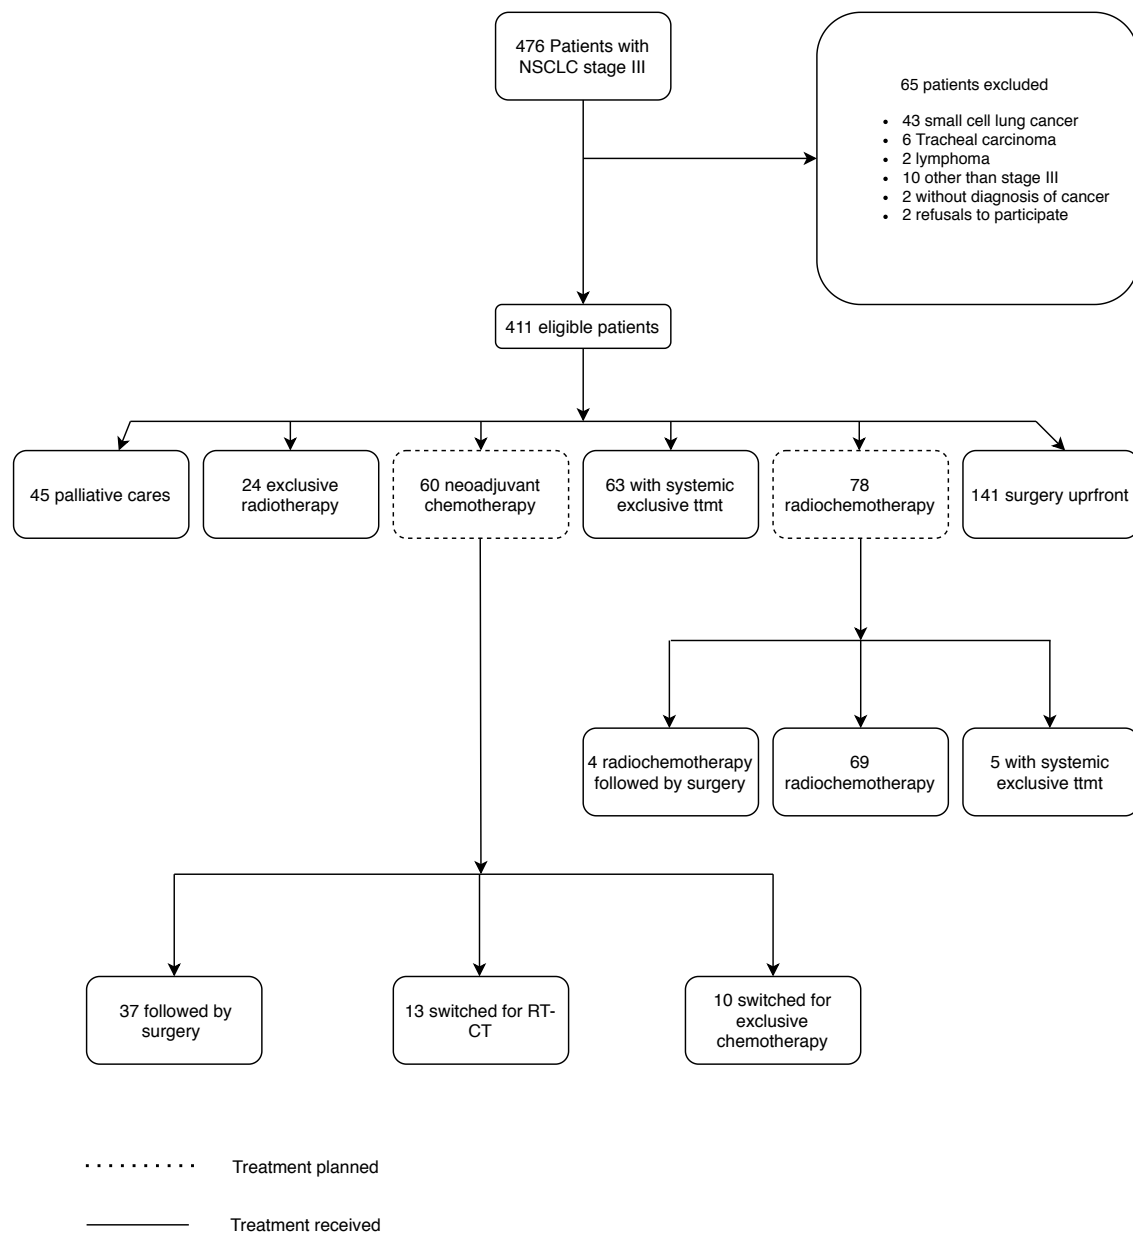 476 Patients with
NSCLC stage III
65 patients excluded
• 43 small cell lung cancer
• 6 Tracheal carcinoma
• 2 lymphoma
• 10 other than stage III
• 2 without diagnosis of cancer
• 2 refusals to participate
411 eligible patients
45 palliative cares
24 exclusive
radiotherapy
60 neoadjuvant
chemotherapy
63 with systemic
exclusive ttmt
78
radiochemotherapy
141 surgery uprfront
4 radiochemotherapy
followed by surgery
69
radiochemotherapy
5 with systemic
exclusive ttmt
37 followed by
surgery
13 switched for RT-
CT
10 switched for
exclusive
chemotherapy
Treatment planned
Treatment received